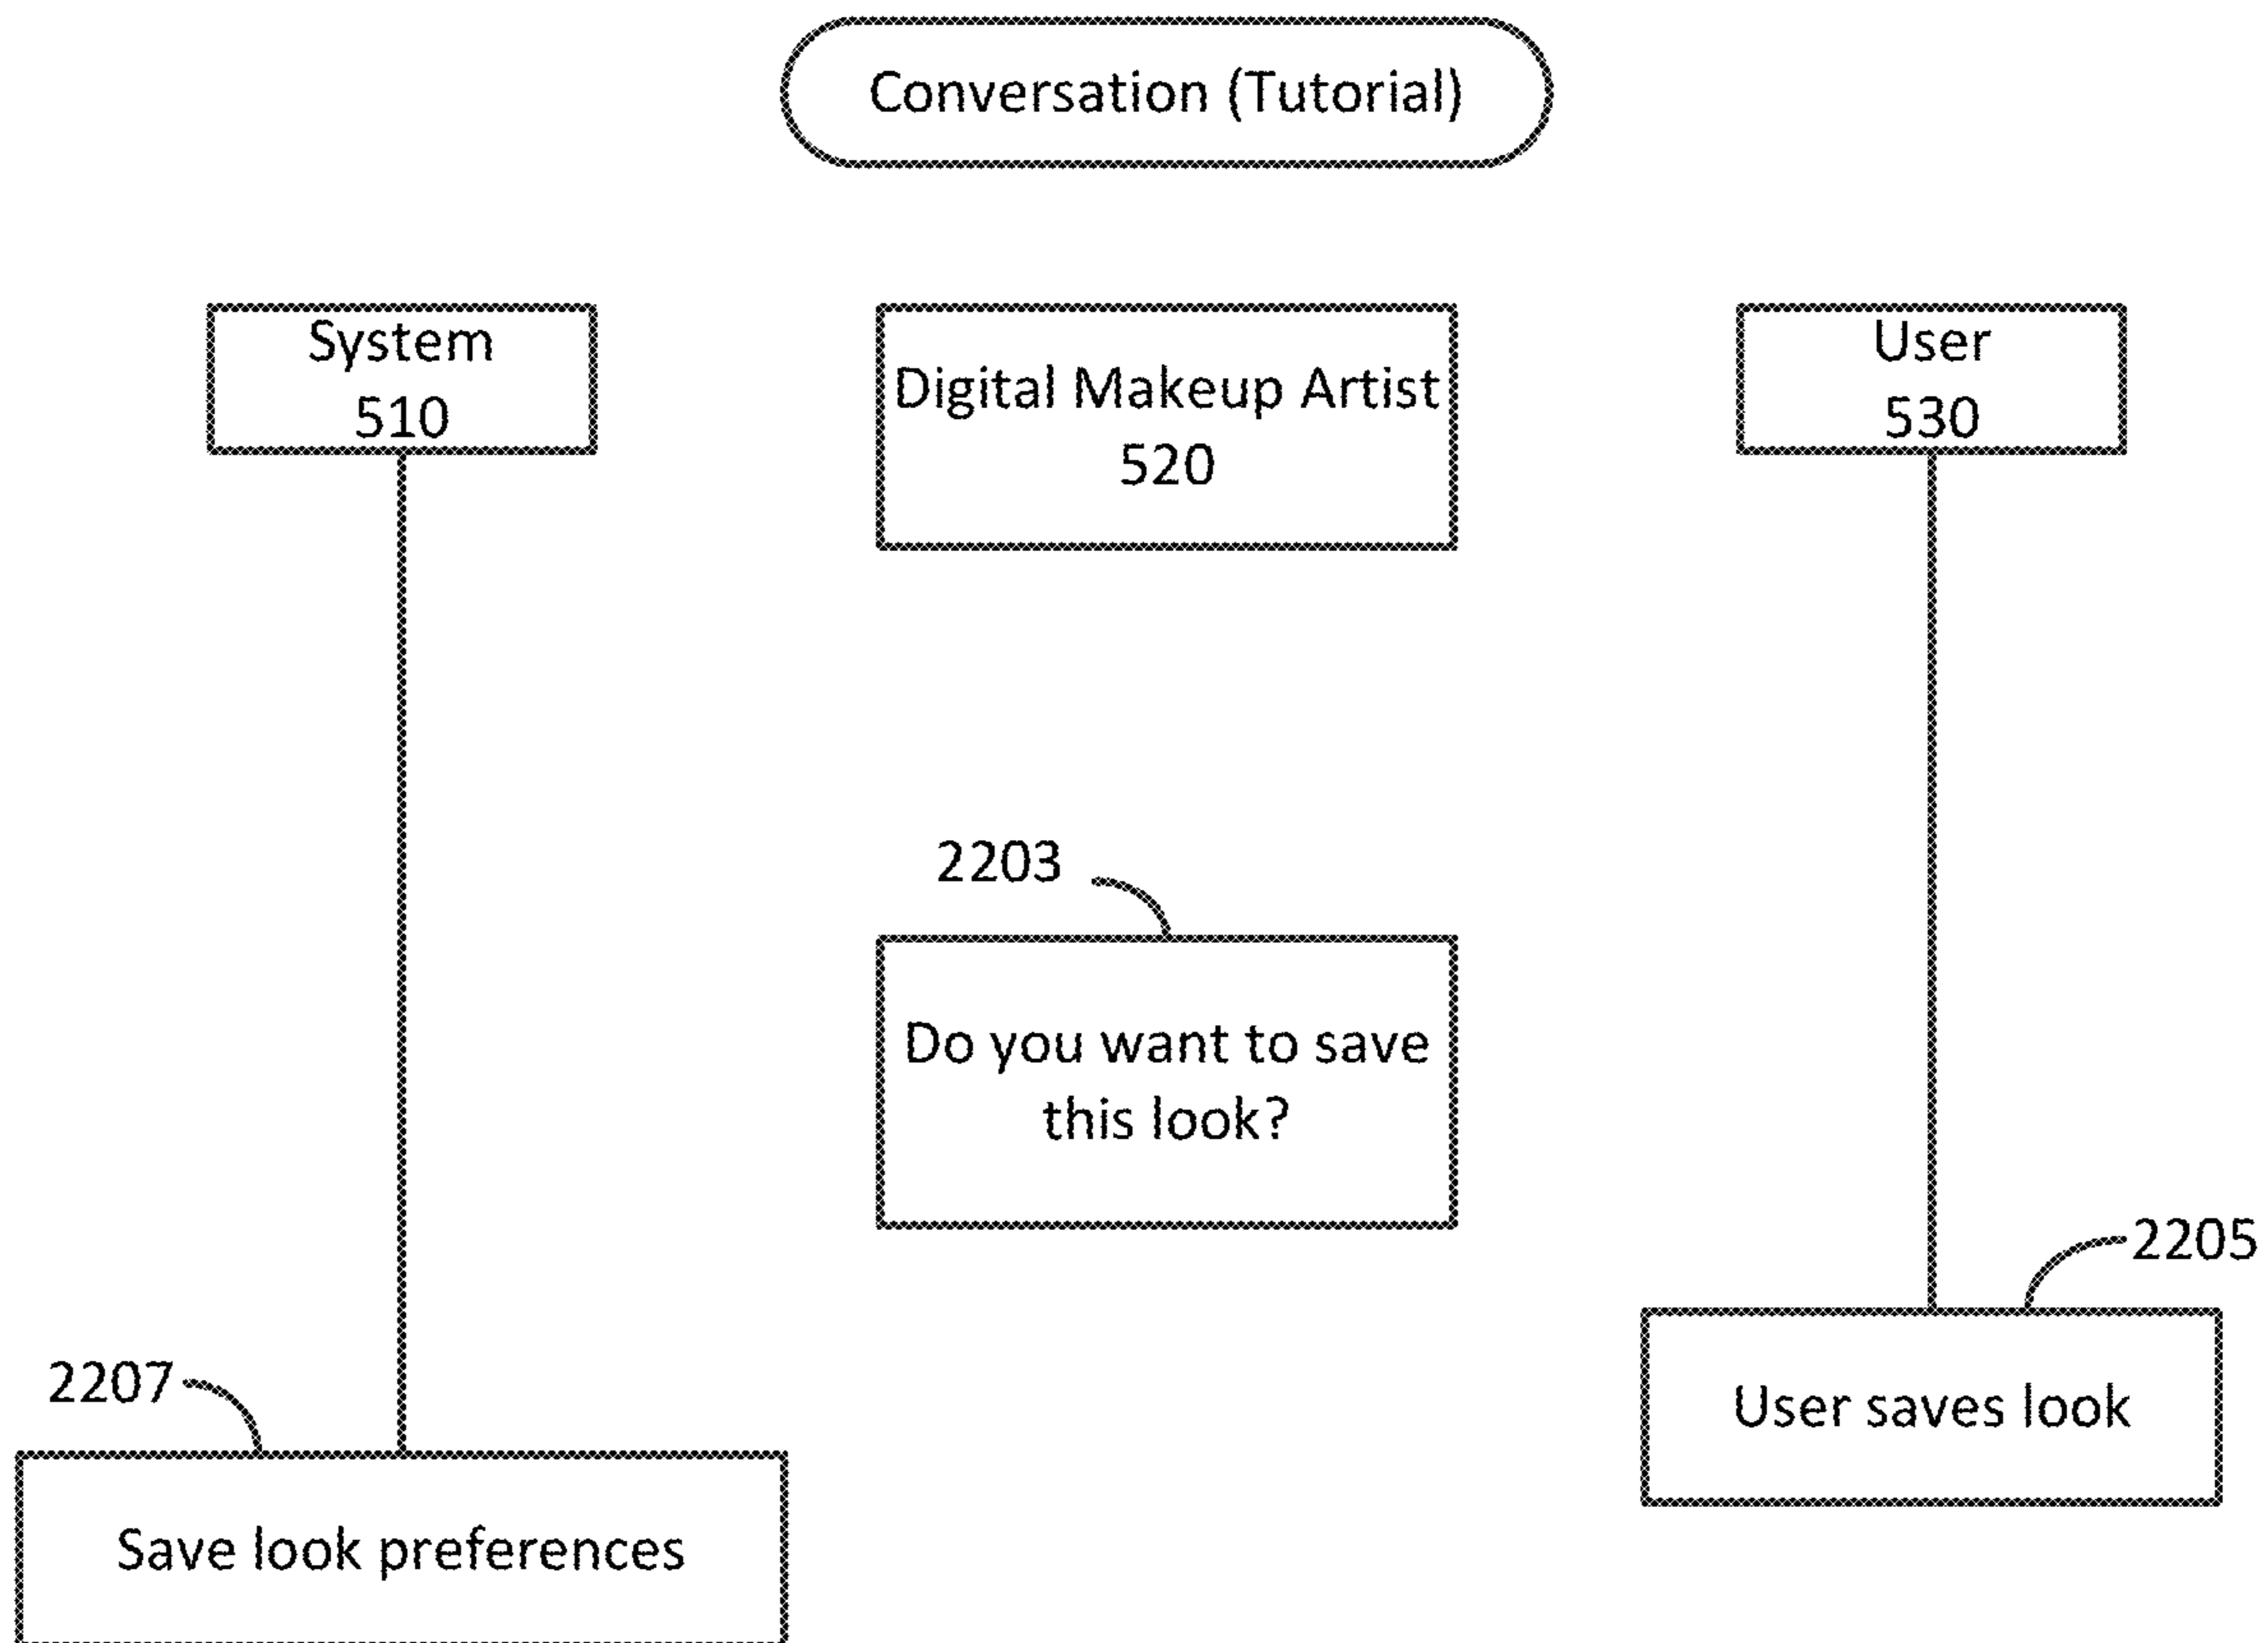 Conversation (Tutorial)
System
510
Digital Makeup Artist
520
User
530
2203
Do you want to save
this look?
2205
User saves look
2207
Save look preferences